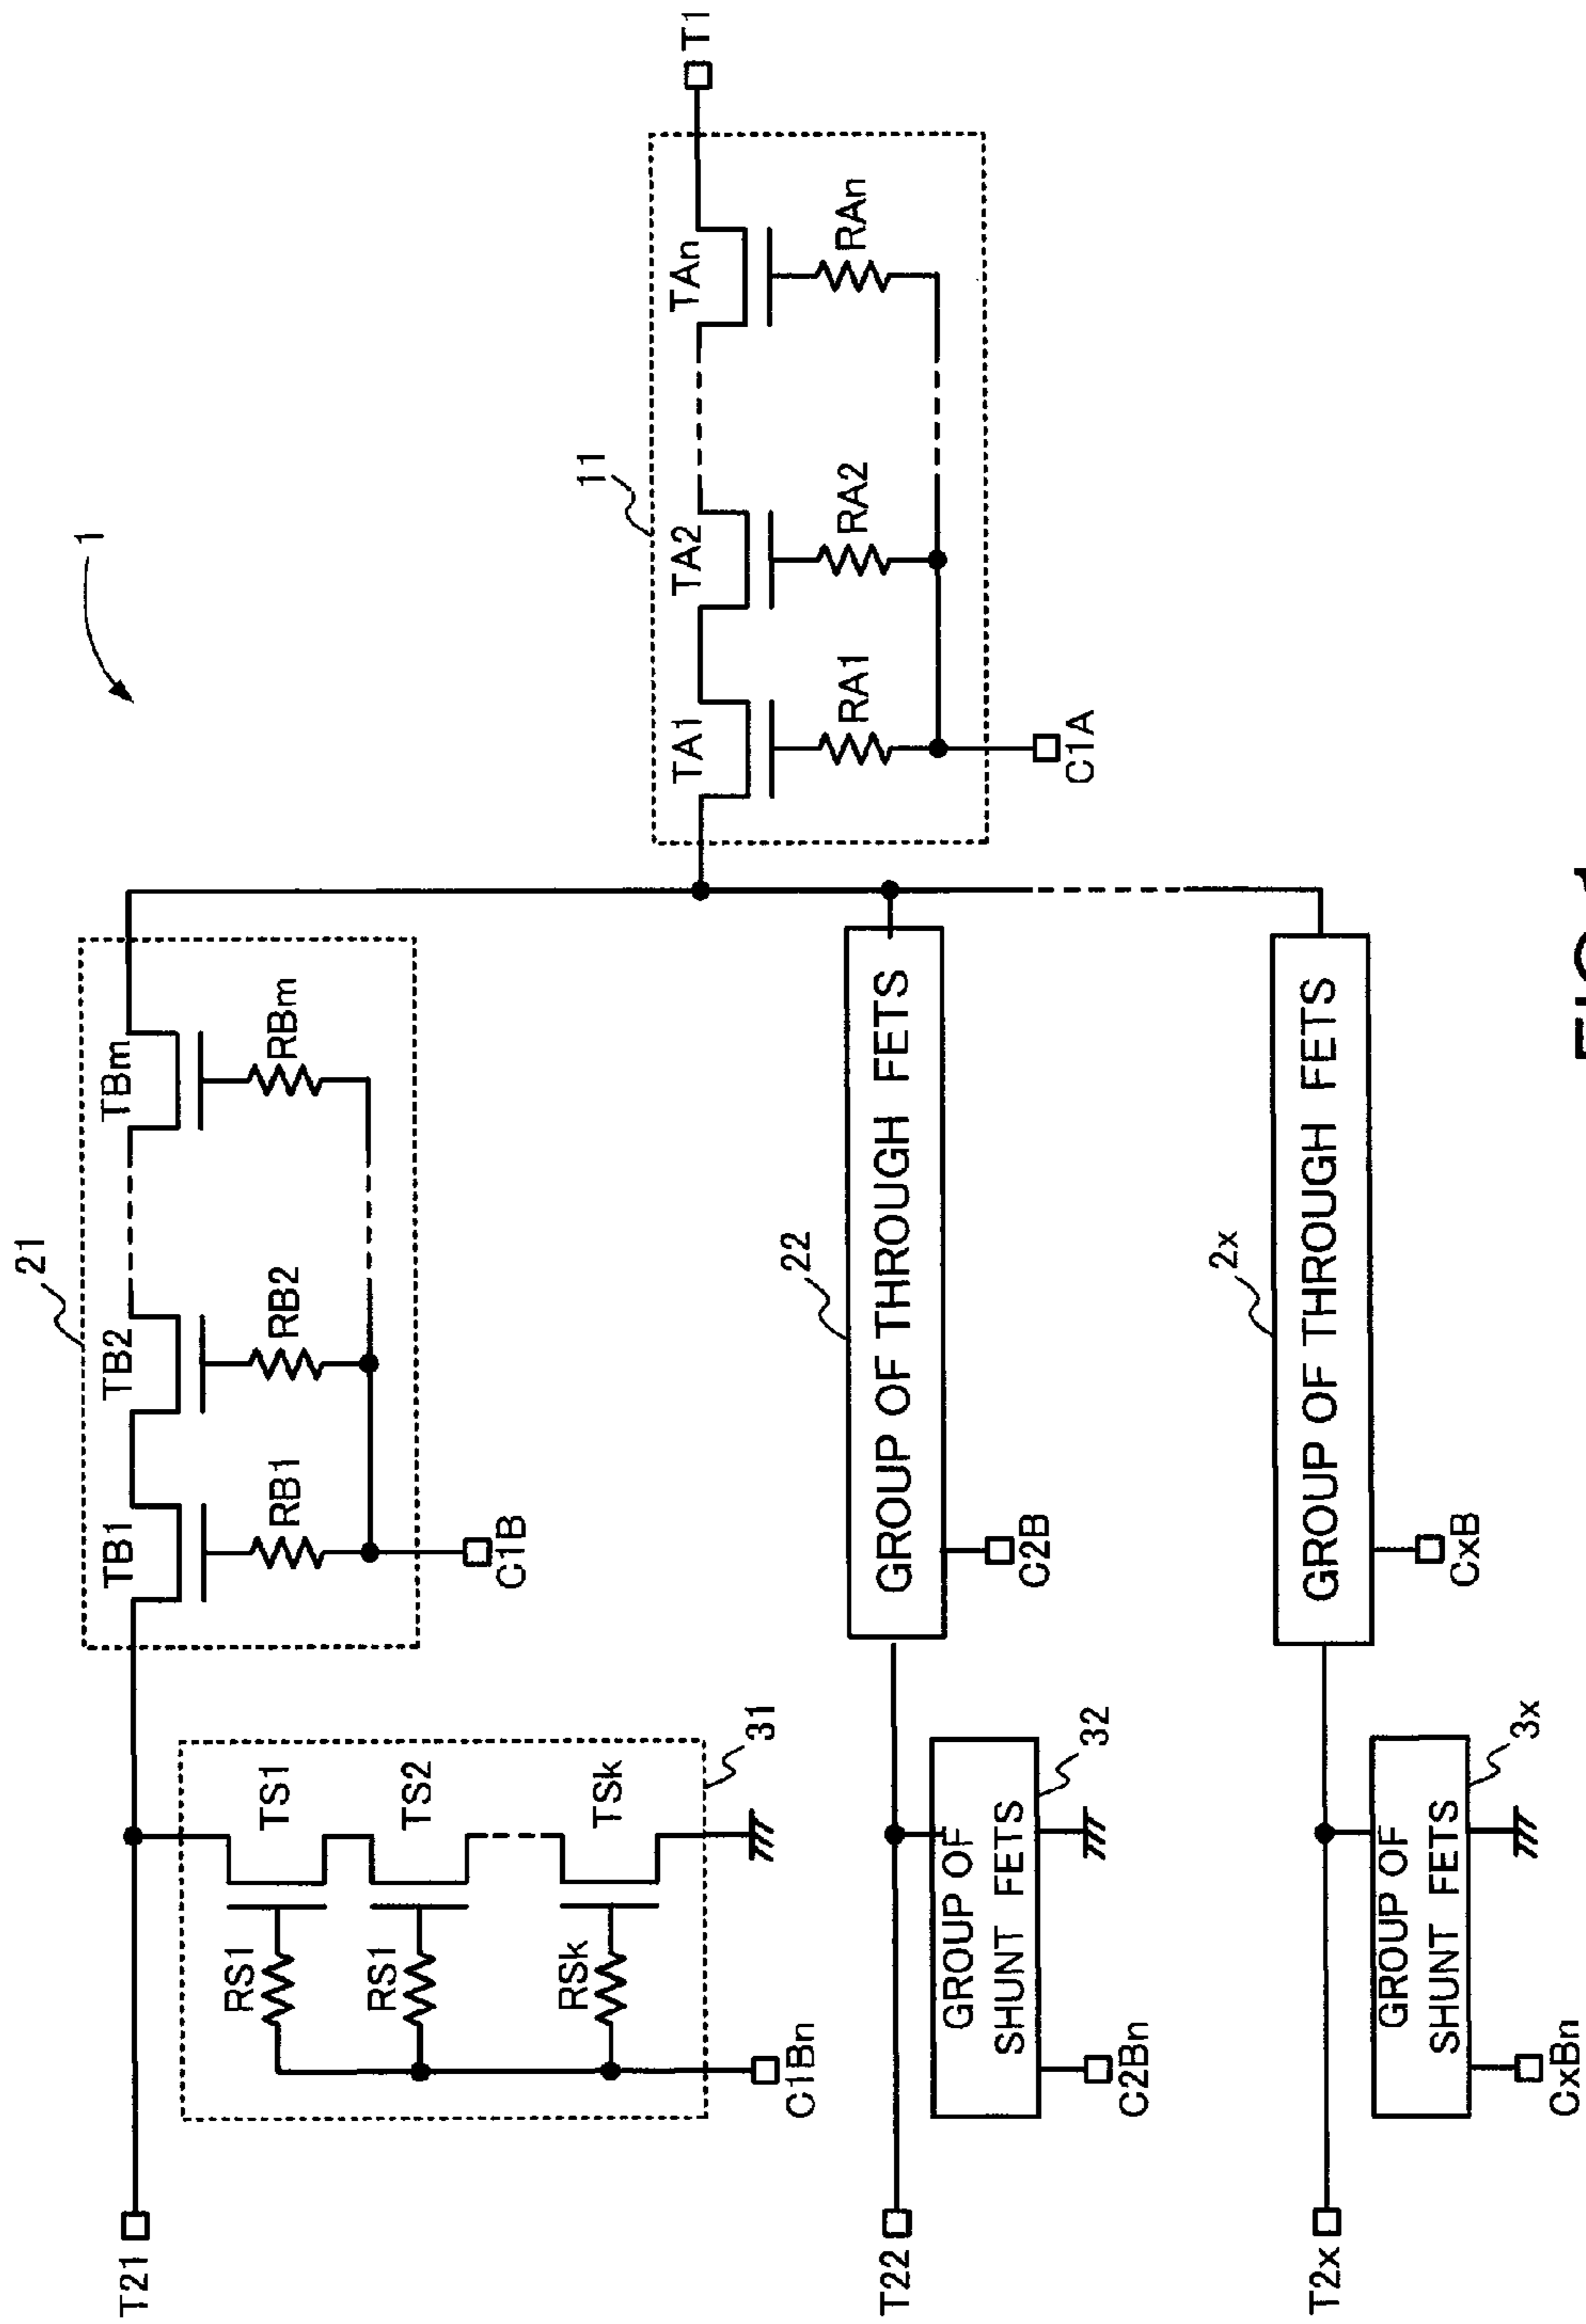 1
21
TB1
TB2
TBm
RB1
RB2
RBm
C1B
T21
TS1
TS2
TSk
RS1
RS1
RSk
31
C1Bn
11
TA1
TA2
TAn
RA1
RA2
RAn
C1A
T1
22
GROUP OF THROUGH FETS
C2B
T22
GROUP OF
SHUNT FETS
32
C2Bn
2x
GROUP OF THROUGH FETS
CxB
T2x
GROUP OF
SHUNT FETS
3x
CxBn